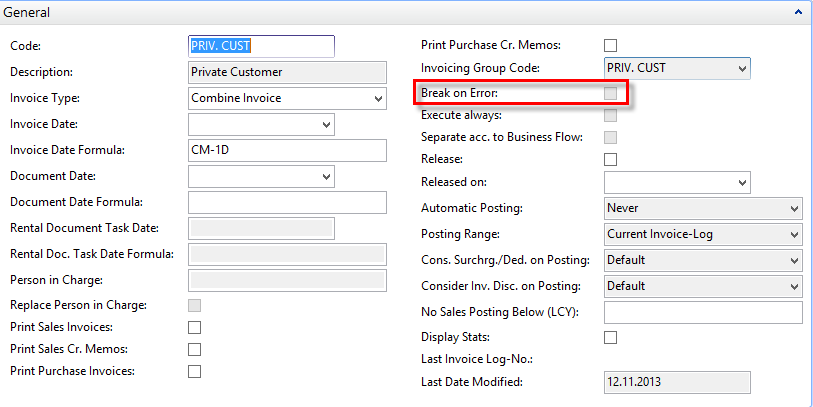 General
Code: PRIV. CUST
Description: Private Customer
Invoice Type: Combine Invoice
Invoice Date:
Invoice Date Formula: CM-1D
Document Date:
Document Date Formula:
Rental Document Task Date:
Rental Doc. Task Date Formula:
Person in Charge:
Replace Person in Charge:
Print Sales Invoices:
Print Sales Cr. Memos:
Print Purchase Invoices:
Print Purchase Cr. Memos:
Invoicing Group Code: PRIV. CUST
Break on Error:
Execute always:
Separate acc. to Business Flow:
Release:
Released on:
Automatic Posting: Never
Posting Range: Current Invoice-Log
Cons. Surchrg./Ded. on Posting: Default
Consider Inv. Disc. on Posting: Default
No Sales Posting Below (LCY):
Display Stats:
Last Invoice Log-No.:
Last Date Modified: 12.11.2013